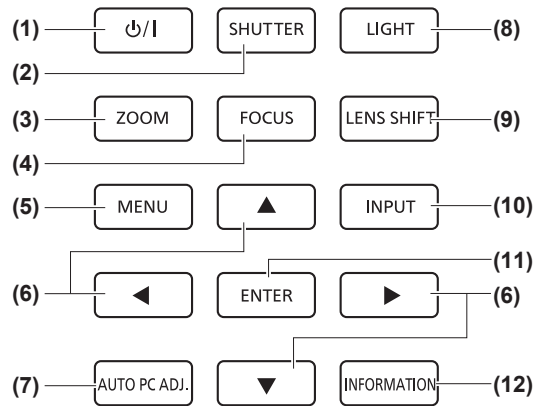 (1) ⏻/I SHUTTER LIGHT (8)
(2)
(3) ZOOM FOCUS LENS SHIFT (9)
(4)
(5) MENU ▲ INPUT (10)
(11)
(6) ◀ ENTER ▶ (6)
(7) AUTO PC ADJ. ▼ INFORMATION (12)